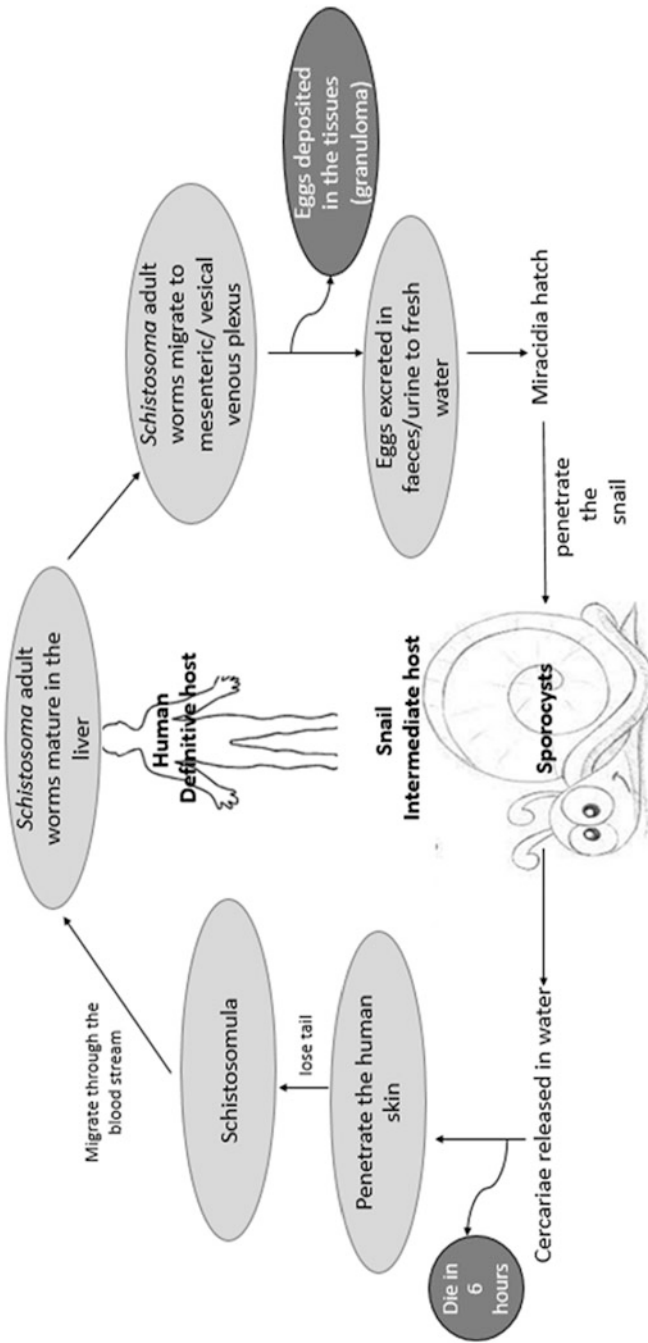 Schistosoma adult
worms mature in the
liver
Schistosoma adult
worms migrate to
mesenteric/ vesical
venous plexus
Eggs deposited
in the tissues
(granuloma)
Eggs excreted in
faeces/urine to fresh
water
Miracidia hatch
penetrate
the
snail
Snail
Intermediate host
Sporocysts
Cercariae released in water
Die in
6
hours
Penetrate the human
skin
lose tail
Schistosomula
Migrate through the
blood stream
Human
Definitive host